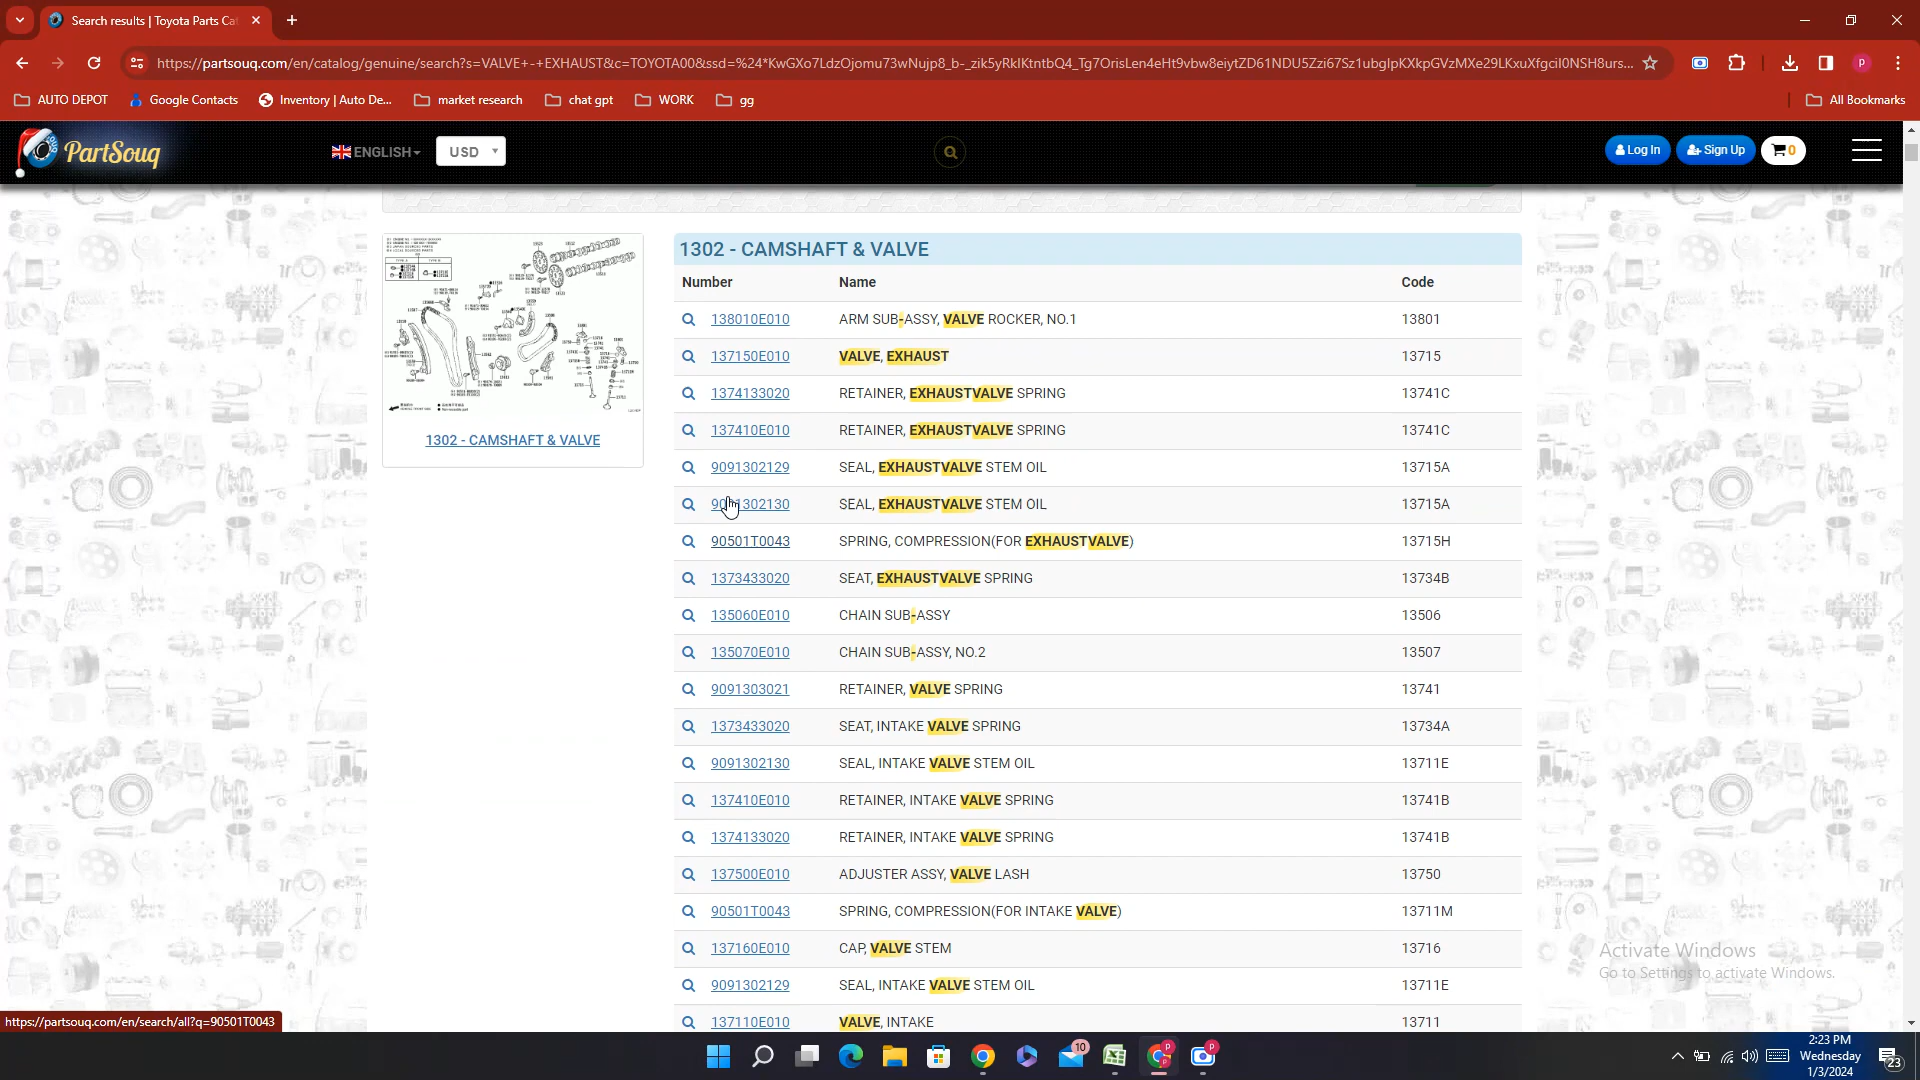 Search results | Toyota Parts Ca
https://partsouq.com/en/catalog/genuine/search?s=VALVE+-+EXHAUST&c=TOYOTA00&ssd=%24*KwGXo7LdzOjomu73wNujp8_b-_zik5yRklKtntbQ4_Tg7OrisLen4eHt9vbw8eiytZD61NDU5Zzi67Sz1ubgIpKXkpGVzMXe29LKxuXfgciI0NSH8urs...
AUTO DEPOT
Google Contacts
Inventory | Auto De...
market research
chat gpt
WORK
gg
All Bookmarks
PartSouq
ENGLISH
USD
Log In
Sign Up
0
1302 - CAMSHAFT & VALVE
1302 - CAMSHAFT & VALVE
Number Name Code
138010E010 ARM SUB-ASSY, VALVE ROCKER, NO.1 13801
137150E010 VALVE, EXHAUST 13715
1374133020 RETAINER, EXHAUSTVALVE SPRING 13741C
137410E010 RETAINER, EXHAUSTVALVE SPRING 13741C
9091302129 SEAL, EXHAUSTVALVE STEM OIL 13715A
9091302130 SEAL, EXHAUSTVALVE STEM OIL 13715A
90501T0043 SPRING, COMPRESSION(FOR EXHAUSTVALVE) 13715H
1373433020 SEAT, EXHAUSTVALVE SPRING 13734B
135060E010 CHAIN SUB-ASSY 13506
135070E010 CHAIN SUB-ASSY, NO.2 13507
9091303021 RETAINER, VALVE SPRING 13741
1373433020 SEAT, INTAKE VALVE SPRING 13734A
9091302130 SEAL, INTAKE VALVE STEM OIL 13711E
137410E010 RETAINER, INTAKE VALVE SPRING 13741B
1374133020 RETAINER, INTAKE VALVE SPRING 13741B
137500E010 ADJUSTER ASSY, VALVE LASH 13750
90501T0043 SPRING, COMPRESSION(FOR INTAKE VALVE) 13711M
137160E010 CAP, VALVE STEM 13716
9091302129 SEAL, INTAKE VALVE STEM OIL 13711E
137110E010 VALVE, INTAKE 13711
Activate Windows
Go to Settings to activate Windows.
https://partsouq.com/en/search/all?q=90501T0043
10
2:23 PM
Wednesday
1/3/2024
23